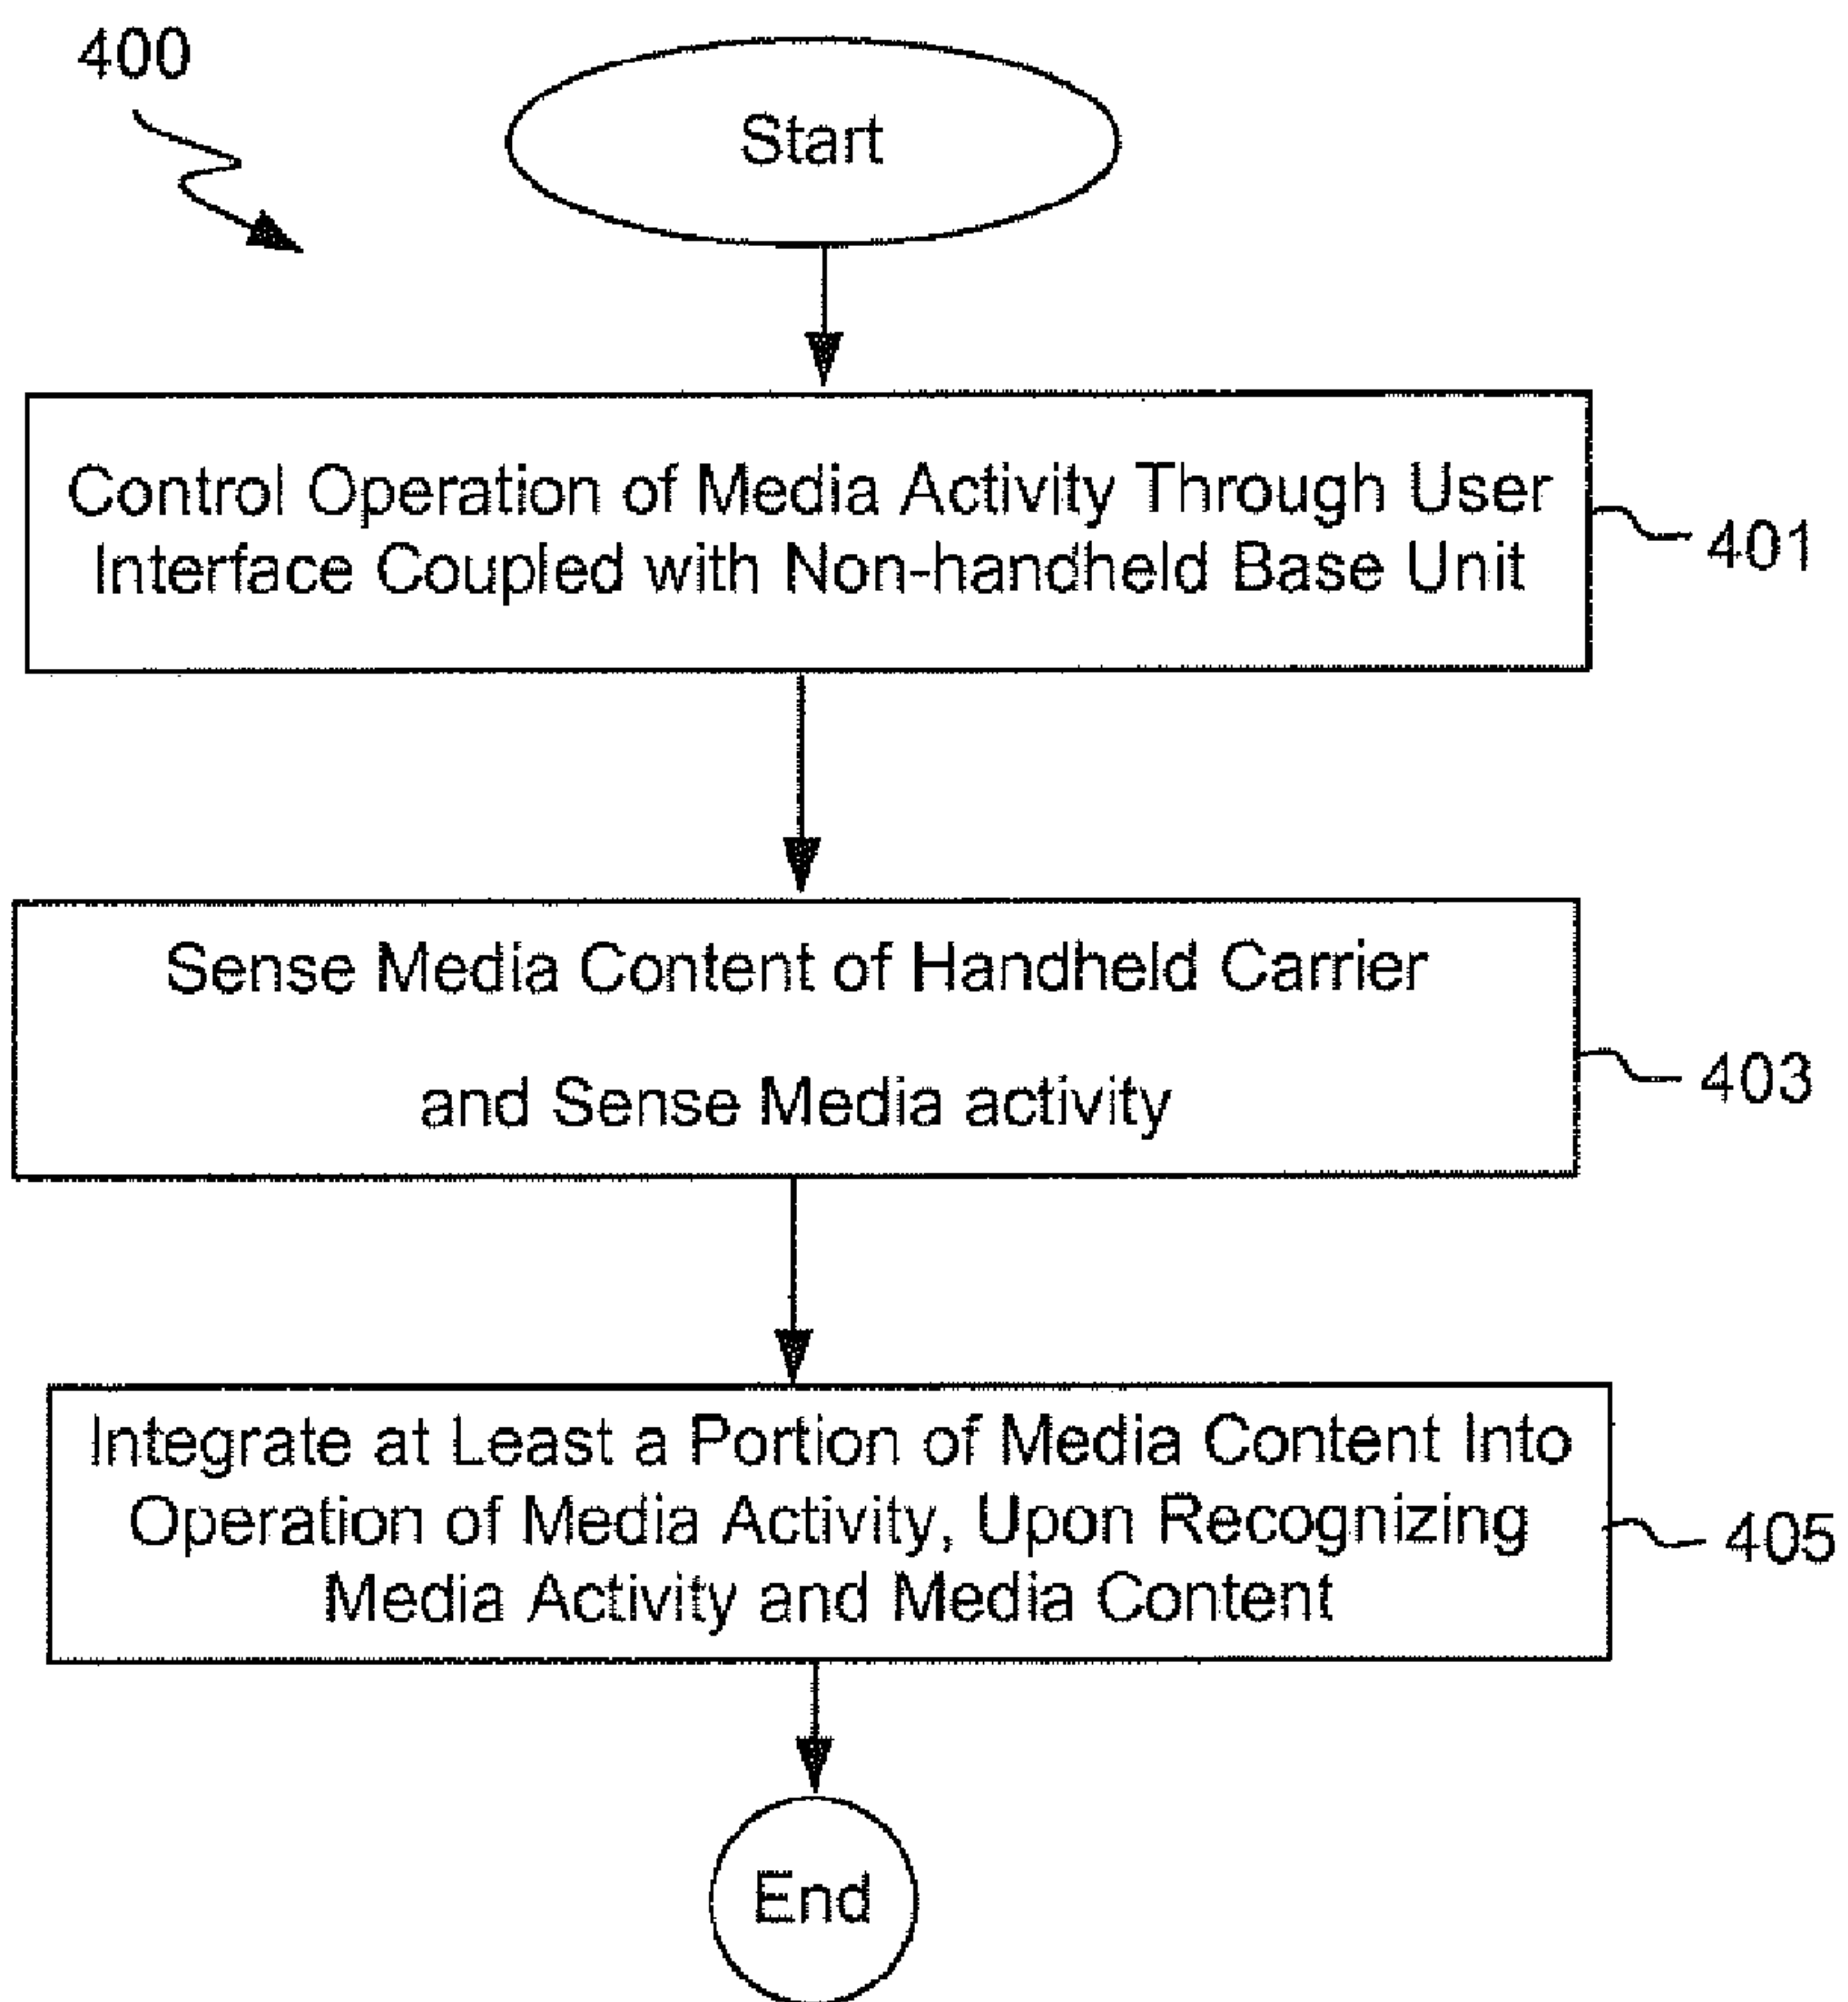 400
Start
Control Operation of Media Activity Through User
Interface Coupled with Non-handheld Base Unit
401
Sense Media Content of Handheld Carrier
and Sense Media activity
403
Integrate at Least a Portion of Media Content Into
Operation of Media Activity, Upon Recognizing
Media Activity and Media Content
405
End